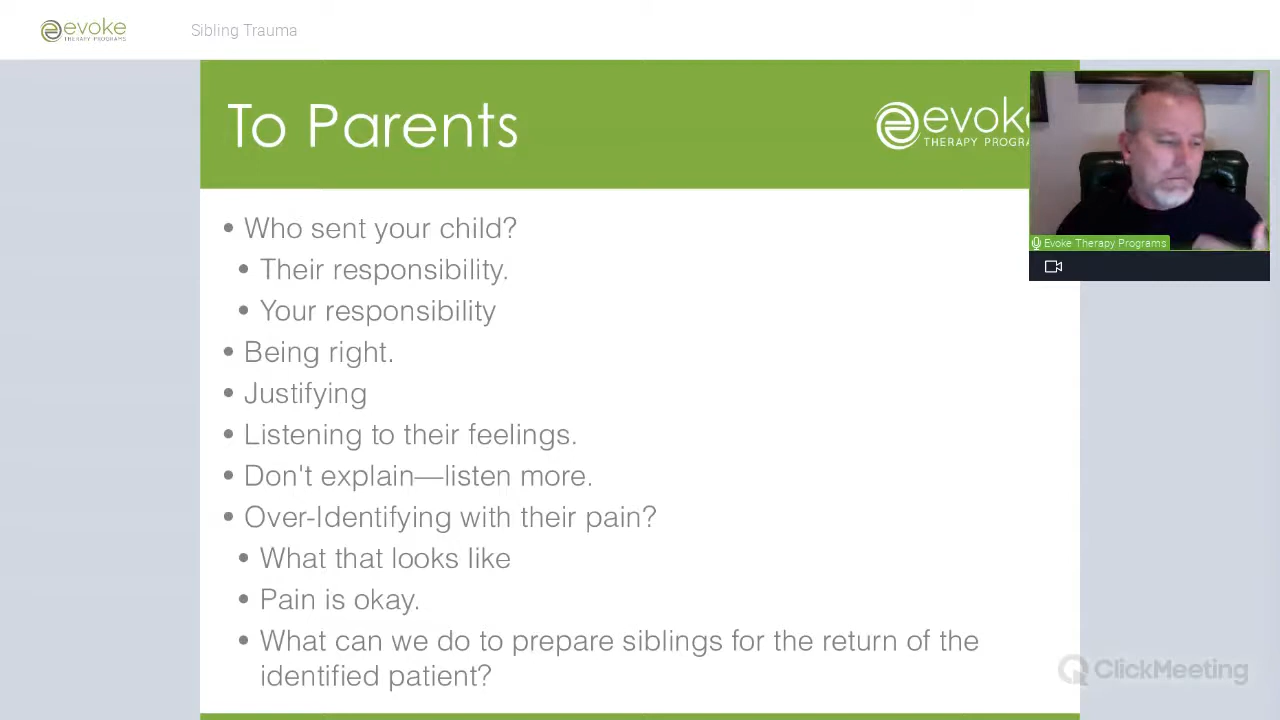 evoke
THERAPY PROGRAMS
Sibling Trauma
To Parents
evoke
THERAPY PROGRA
• Who sent your child?
• Their responsibility.
• Your responsibility
• Being right.
• Justifying
• Listening to their feelings.
• Don't explain—listen more.
• Over-Identifying with their pain?
• What that looks like
• Pain is okay.
• What can we do to prepare siblings for the return of the
identified patient?
Evoke Therapy Programs
ClickMeeting